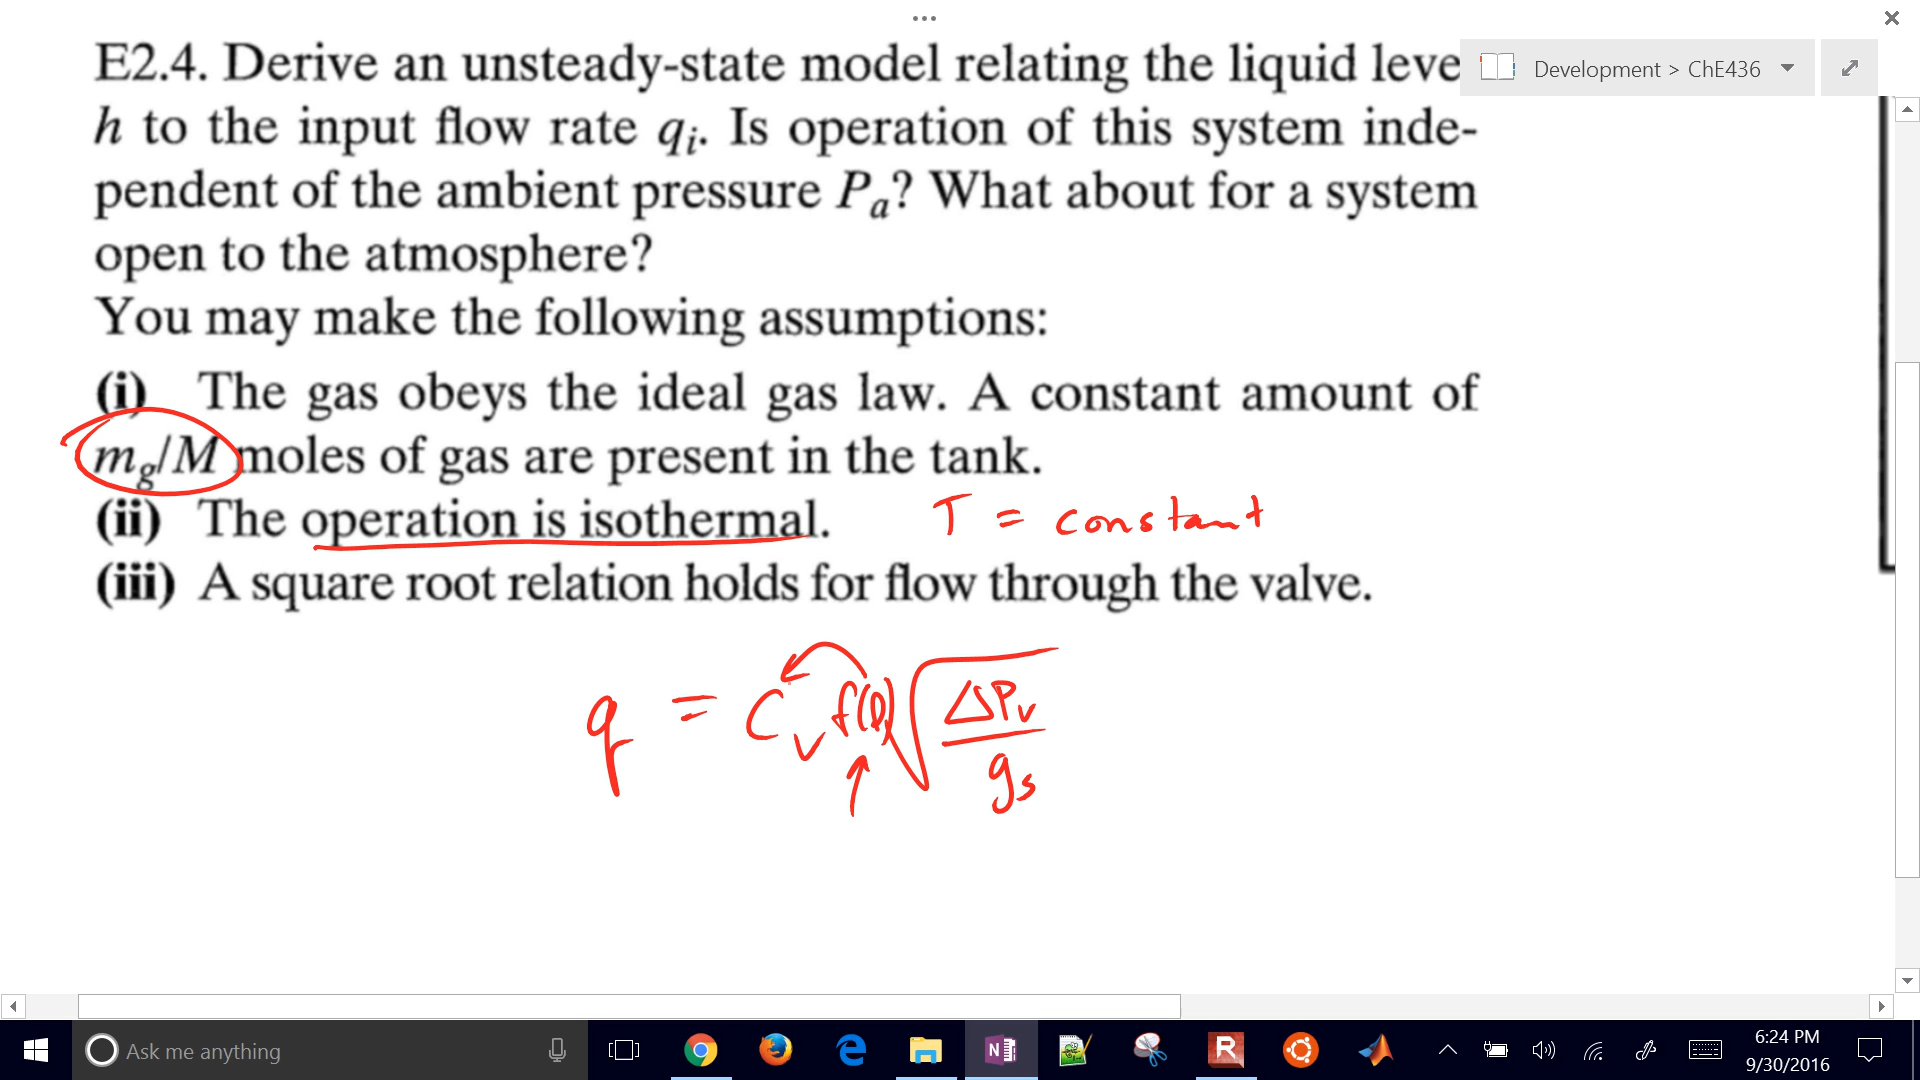 E2.4. Derive an unsteady-state model relating the liquid leve
Development > ChE436
h to the input flow rate qᵢ. Is operation of this system inde-
pendent of the ambient pressure Pₐ? What about for a system
open to the atmosphere?
You may make the following assumptions:
(i) The gas obeys the ideal gas law. A constant amount of
m_g/M moles of gas are present in the tank.
(ii) The operation is isothermal. T = constant
(iii) A square root relation holds for flow through the valve.
q = C_v f(l) √(ΔP_v / g_s)
Ask me anything
6:24 PM
9/30/2016